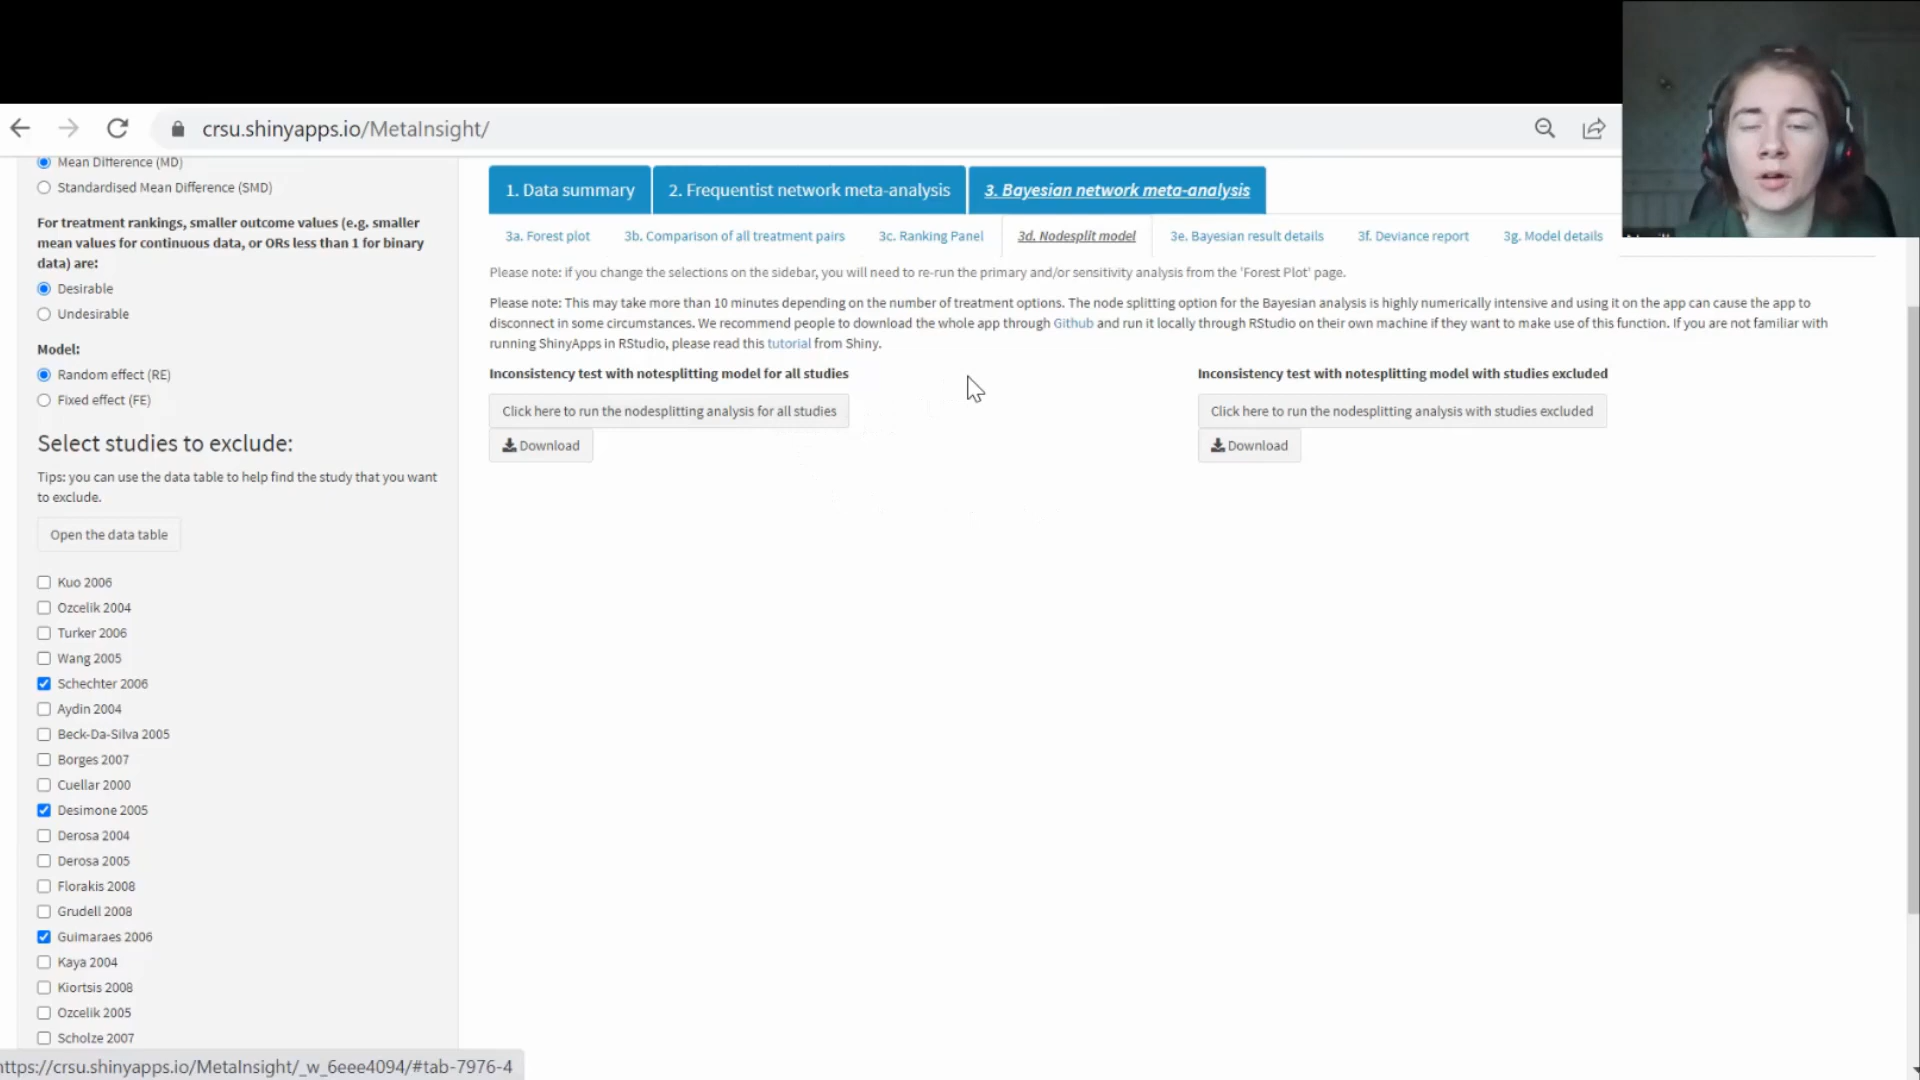 crsu.shinyapps.io/MetaInsight/
Mean Difference (MD)
Standardised Mean Difference (SMD)
For treatment rankings, smaller outcome values (e.g. smaller
mean values for continuous data, or ORs less than 1 for binary
data) are:
Desirable
Undesirable
Model:
Random effect (RE)
Fixed effect (FE)
Select studies to exclude:
Tips: you can use the data table to help find the study that you want
to exclude.
Open the data table
Kuo 2006
Ozcelik 2004
Turker 2006
Wang 2005
Schechter 2006
Aydin 2004
Beck-Da-Silva 2005
Borges 2007
Cuellar 2000
Desimone 2005
Derosa 2004
Derosa 2005
Florakis 2008
Grudell 2008
Guimaraes 2006
Kaya 2004
Kiortsis 2008
Ozcelik 2005
Scholze 2007
1. Data summary
2. Frequentist network meta-analysis
3. Bayesian network meta-analysis
3a. Forest plot
3b. Comparison of all treatment pairs
3c. Ranking Panel
3d. Nodesplit model
3e. Bayesian result details
3f. Deviance report
3g. Model details
Please note: if you change the selections on the sidebar, you will need to re-run the primary and/or sensitivity analysis from the 'Forest Plot' page.
Please note: This may take more than 10 minutes depending on the number of treatment options. The node splitting option for the Bayesian analysis is highly numerically intensive and using it on the app can cause the app to
disconnect in some circumstances. We recommend people to download the whole app through Github and run it locally through RStudio on their own machine if they want to make use of this function. If you are not familiar with
running ShinyApps in RStudio, please read this tutorial from Shiny.
Inconsistency test with notesplitting model for all studies
Click here to run the nodesplitting analysis for all studies
Download
Inconsistency test with notesplitting model with studies excluded
Click here to run the nodesplitting analysis with studies excluded
Download
https://crsu.shinyapps.io/MetaInsight/_w_6eee4094/#tab-7976-4